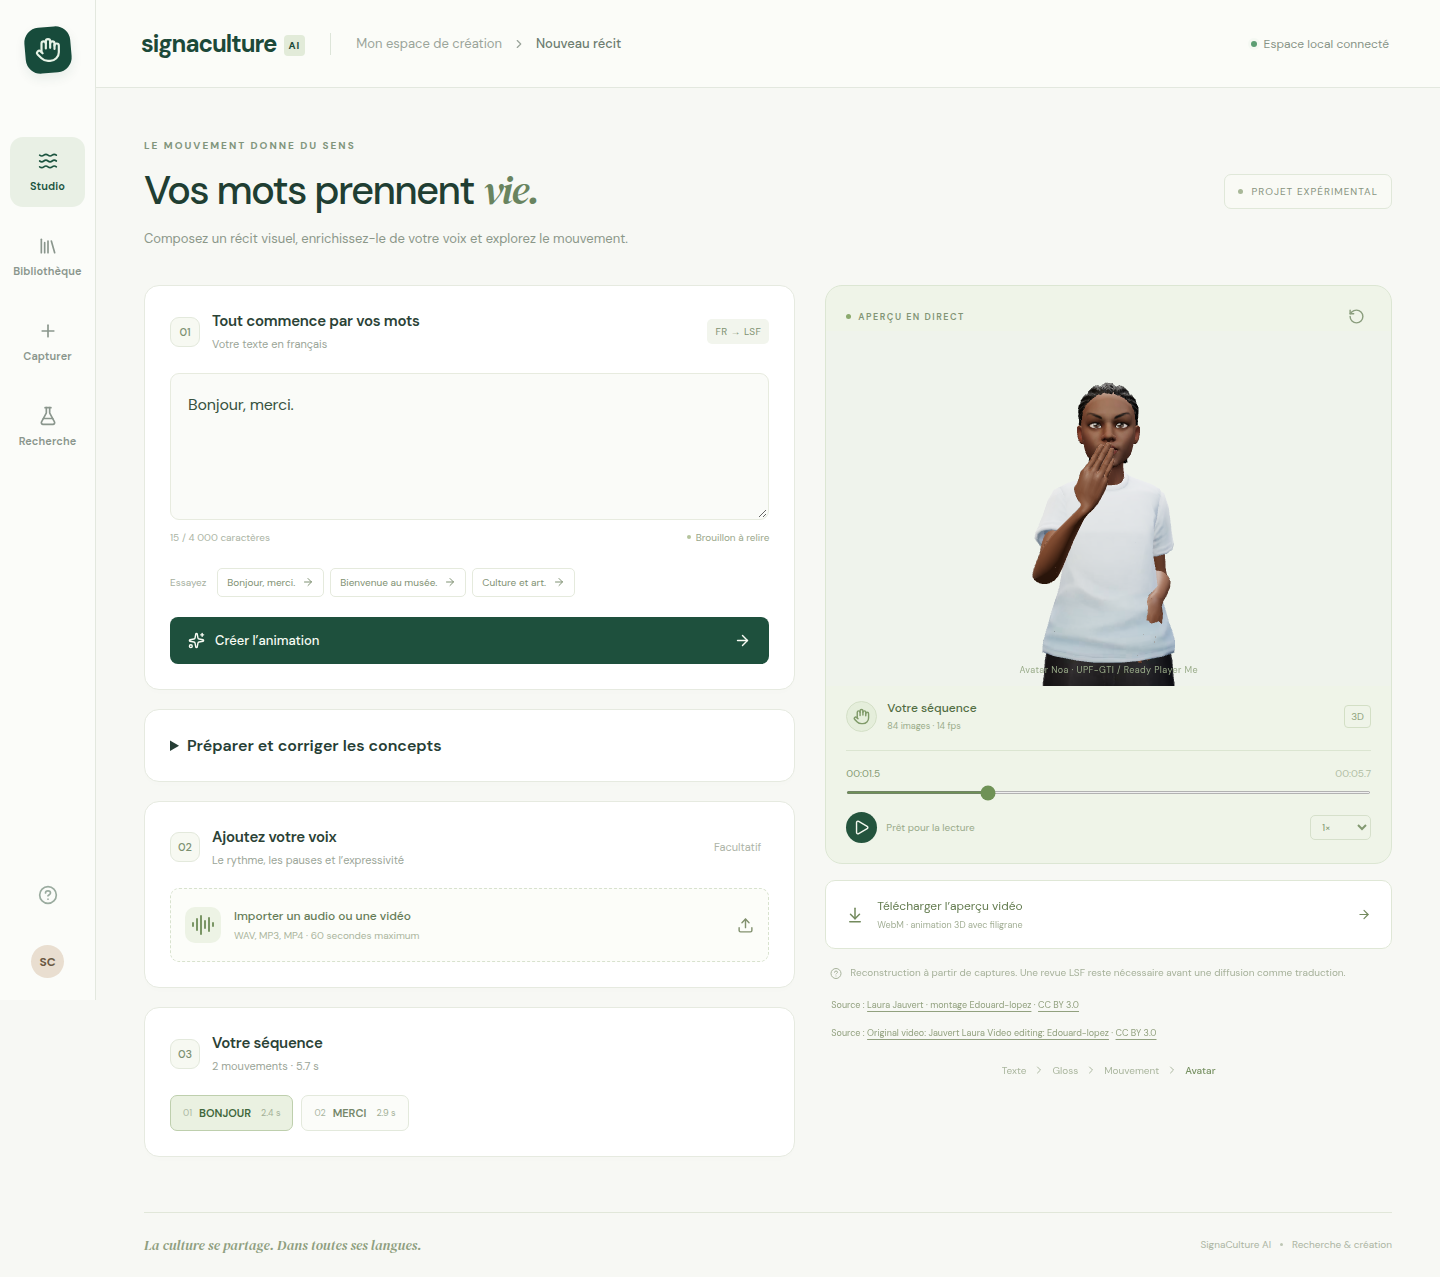 signaculture AI
Mon espace de création > Nouveau récit
Espace local connecté
Studio
Bibliothèque
Capturer
Recherche
SC
LE MOUVEMENT DONNE DU SENS
Vos mots prennent vie.
Composez un récit visuel, enrichissez-le de votre voix et explorez le mouvement.
PROJET EXPÉRIMENTAL
01
Tout commence par vos mots
Votre texte en français
FR → LSF
Bonjour, merci.
15 / 4 000 caractères
Brouillon à relire
Essayez
Bonjour, merci. →
Bienvenue au musée. →
Culture et art. →
Créer l’animation
Préparer et corriger les concepts
02
Ajoutez votre voix
Le rythme, les pauses et l’expressivité
Facultatif
Importer un audio ou une vidéo
WAV, MP3, MP4 · 60 secondes maximum
03
Votre séquence
2 mouvements · 5.7 s
01 BONJOUR 2.4 s
02 MERCI 2.9 s
APERÇU EN DIRECT
Avatar Noa · UPF-GTI / Ready Player Me
Votre séquence
84 images · 14 fps
3D
00:01.5
00:05.7
Prêt pour la lecture
1×
Télécharger l’aperçu vidéo
WebM · animation 3D avec filigrane
Reconstruction à partir de captures. Une revue LSF reste nécessaire avant une diffusion comme traduction.
Source : Laura Jauvert · montage Edouard-lopez · CC BY 3.0
Source : Original video: Jauvert Laura Video editing: Edouard-lopez · CC BY 3.0
Texte > Gloss > Mouvement > Avatar
La culture se partage. Dans toutes ses langues.
SignaCulture AI • Recherche & création